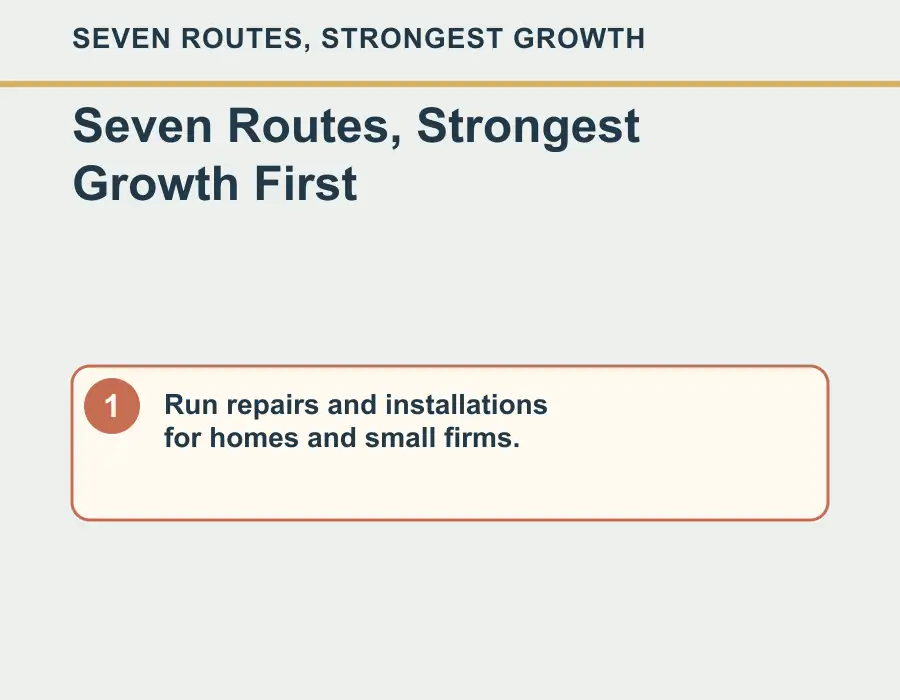 SEVEN ROUTES, STRONGEST GROWTH
Seven Routes, Strongest
Growth First
1
Run repairs and installations
for homes and small firms.